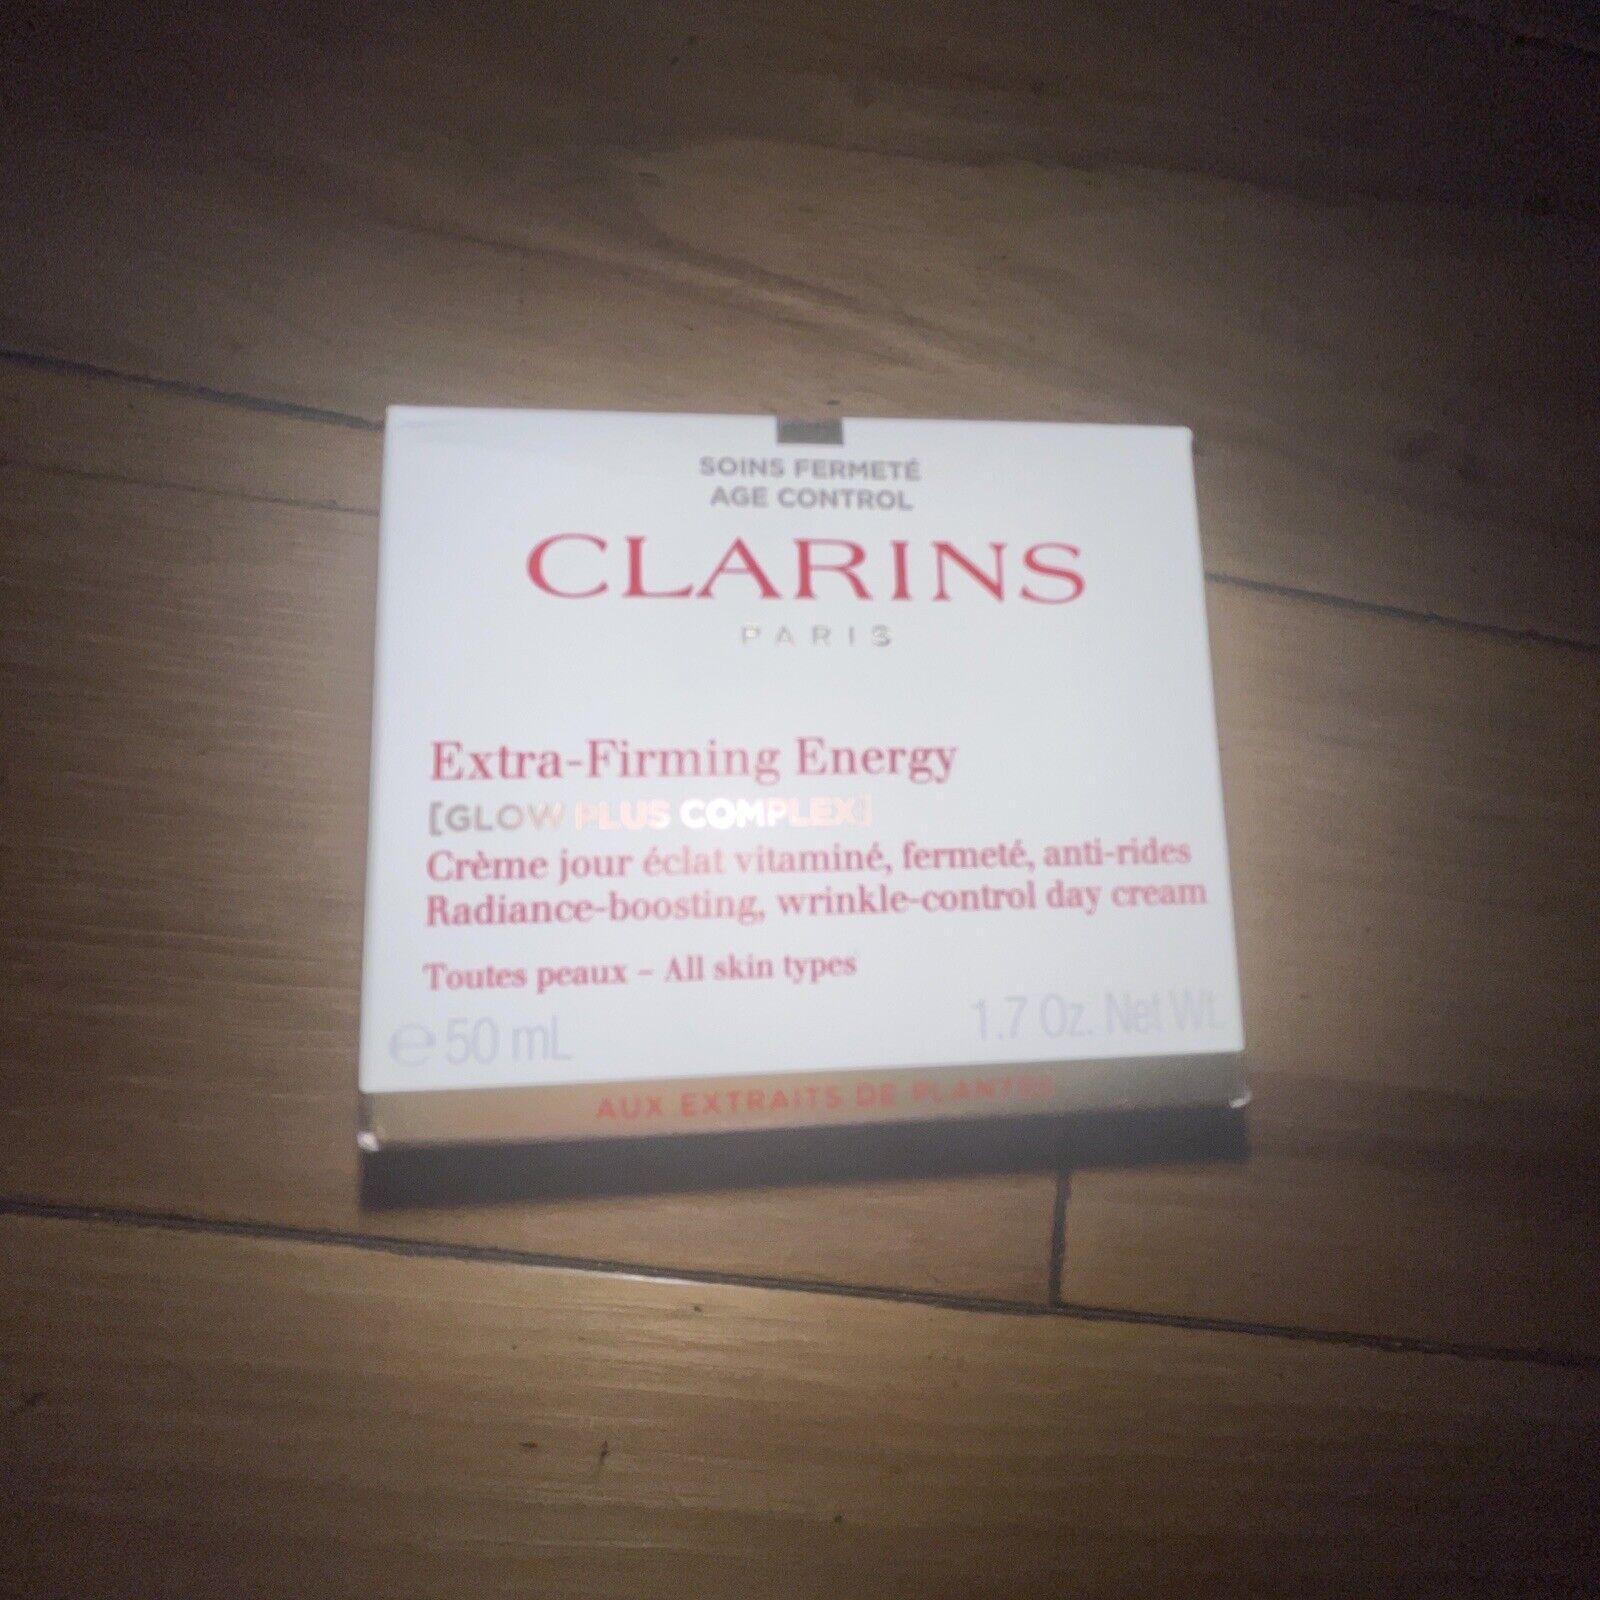 SOINS FERMETÉ
AGE CONTROL
CLARINS
PARIS
Extra-Firming Energy
[GLOW PLUS COMPLEX]
Crème jour éclat vitaminé, fermeté, anti-rides
Radiance-boosting, wrinkle-control day cream
Toutes peaux – All skin types
℮ 50 mL 1.7 Oz. Net Wt.
AUX EXTRAITS DE PLANTES